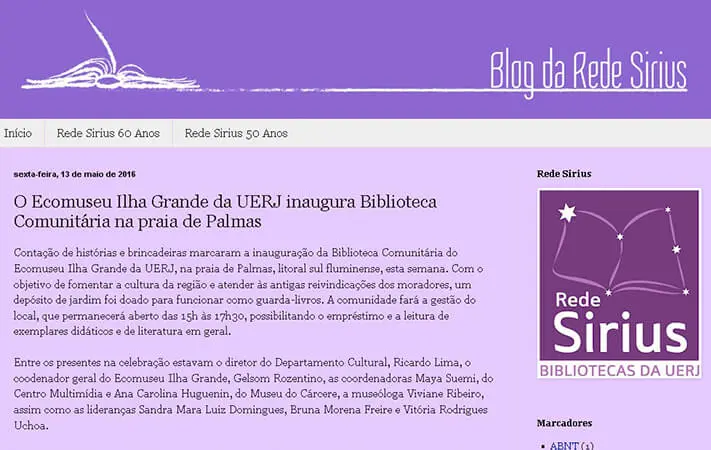 Blog da Rede Sirius
Início
Rede Sirius 60 Anos
Rede Sirius 50 Anos
sexta-feira, 13 de maio de 2016
O Ecomuseu Ilha Grande da UERJ inaugura Biblioteca
Comunitária na praia de Palmas
Contação de histórias e brincadeiras marcaram a inauguração da Biblioteca Comunitária do
Ecomuseu Ilha Grande da UERJ, na praia de Palmas, litoral sul fluminense, esta semana. Com o
objetivo de fomentar a cultura da região e atender às antigas reivindicações dos moradores, um
depósito de jardim foi doado para funcionar como guarda-livros. A comunidade fará a gestão do
local, que permanecerá aberto das 15h às 17h30, possibilitando o empréstimo e a leitura de
exemplares didáticos e de literatura em geral.
Entre os presentes na celebração estavam o diretor do Departamento Cultural, Ricardo Lima, o
coodenador geral do Ecomuseu Ilha Grande, Gelsom Rozentino, as coordenadoras Maya Suemi, do
Centro Multimídia e Ana Carolina Huguenin, do Museu do Cárcere, a museóloga Viviane Ribeiro,
assim como as lideranças Sandra Mara Luiz Domingues, Bruna Morena Freire e Vitória Rodrigues
Uchoa.
Rede Sirius
Rede
Sirius
BIBLIOTECAS DA UERJ
Marcadores
ABNT (1)